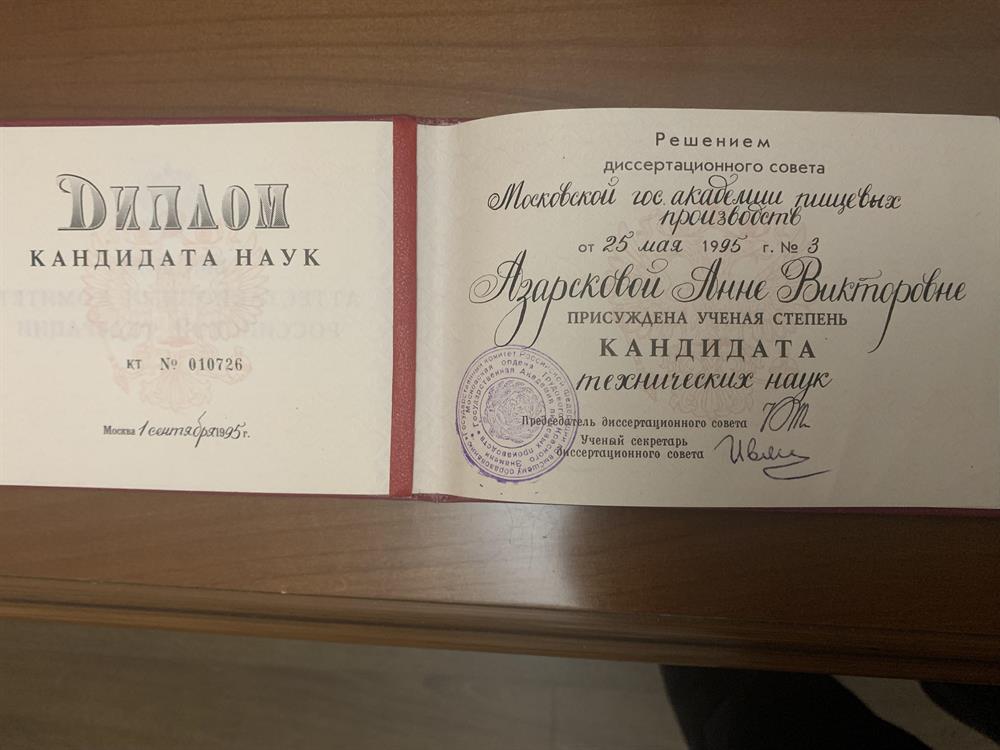 ДИПЛОМ
КАНДИДАТА НАУК
КТ № 010726
Москва 1 сентября 1995 г.
Решением
диссертационного совета
Московской гос. академии пищевых
производств
от 25 мая 1995 г. № 3
Азарсковой Анне Викторовне
ПРИСУЖДЕНА УЧЕНАЯ СТЕПЕНЬ
КАНДИДАТА
технических наук
Председатель диссертационного совета
Ученый секретарь
диссертационного совета